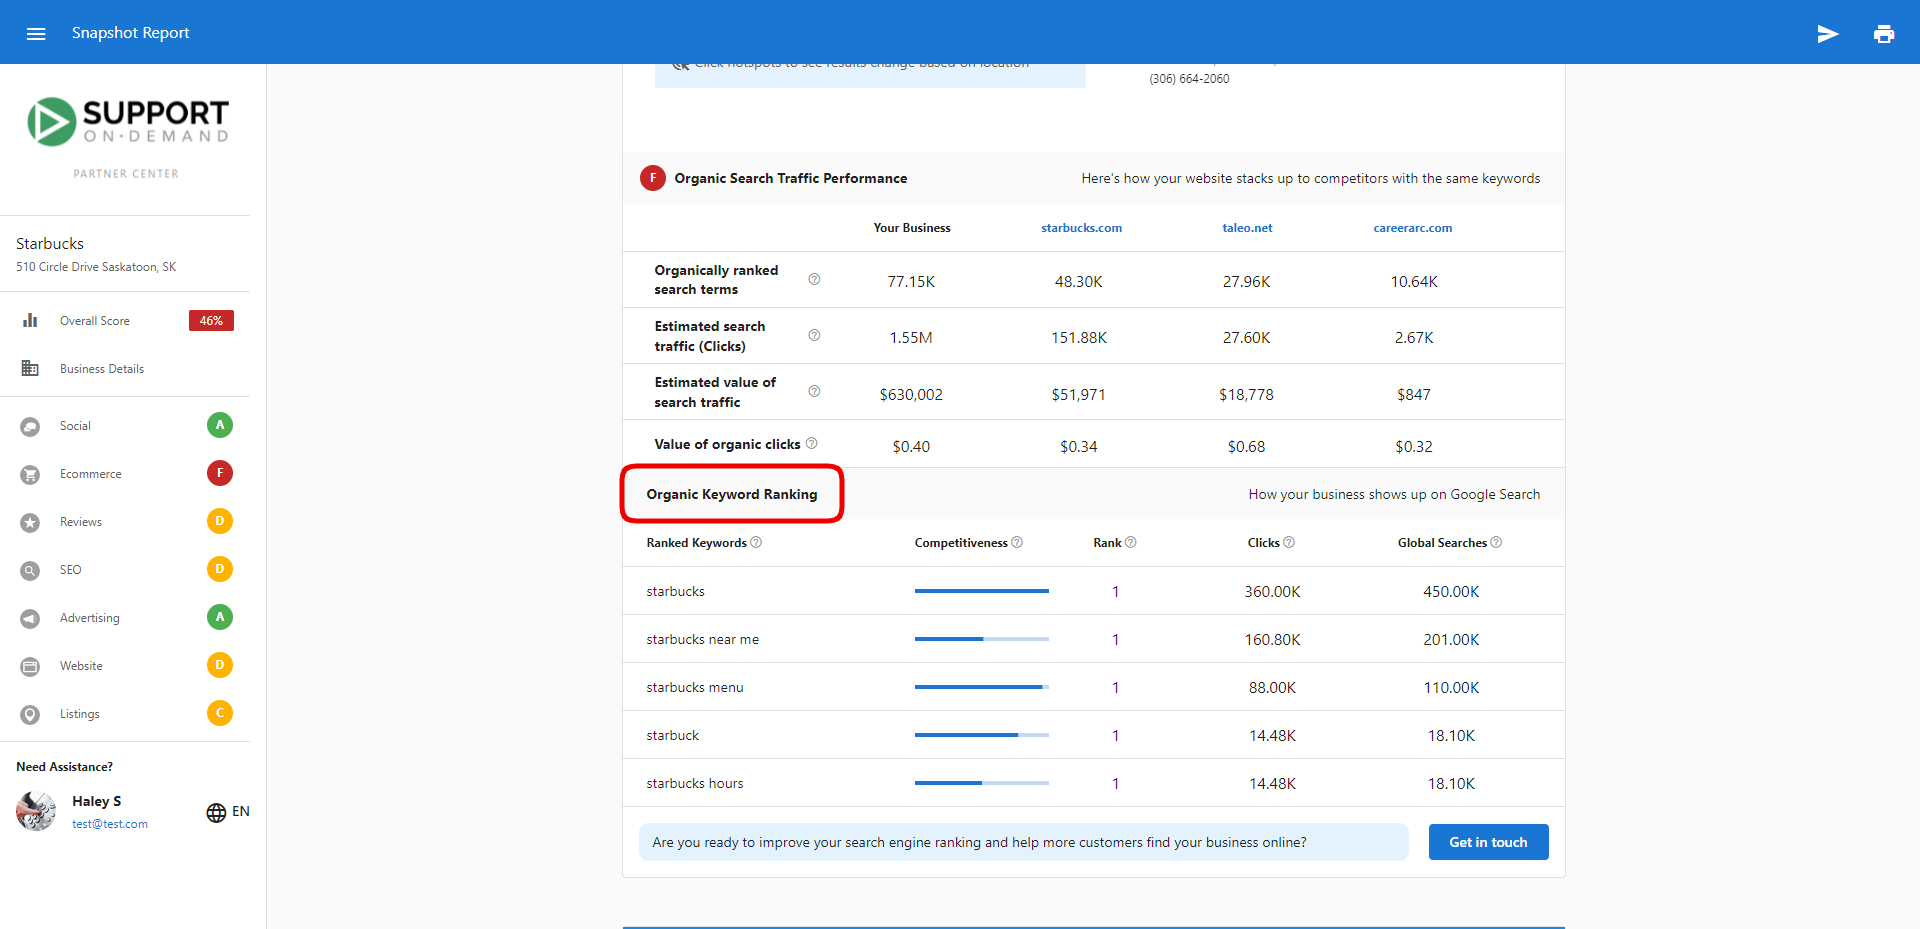 Snapshot Report
Click hotspots to see results change based on location
(306) 664-2060
SUPPORT
ON·DEMAND
PARTNER CENTER
Starbucks
510 Circle Drive Saskatoon, SK
Overall Score 46%
Business Details
Social A
Ecommerce F
Reviews D
SEO D
Advertising A
Website D
Listings C
Need Assistance?
Haley S
test@test.com
EN
F Organic Search Traffic Performance Here's how your website stacks up to competitors with the same keywords
Your Business starbucks.com taleo.net careerarc.com
Organically ranked
search terms
77.15K 48.30K 27.96K 10.64K
Estimated search
traffic (Clicks)
1.55M 151.88K 27.60K 2.67K
Estimated value of
search traffic
$630,002 $51,971 $18,778 $847
Value of organic clicks $0.40 $0.34 $0.68 $0.32
Organic Keyword Ranking How your business shows up on Google Search
Ranked Keywords Competitiveness Rank Clicks Global Searches
starbucks 1 360.00K 450.00K
starbucks near me 1 160.80K 201.00K
starbucks menu 1 88.00K 110.00K
starbuck 1 14.48K 18.10K
starbucks hours 1 14.48K 18.10K
Are you ready to improve your search engine ranking and help more customers find your business online? Get in touch